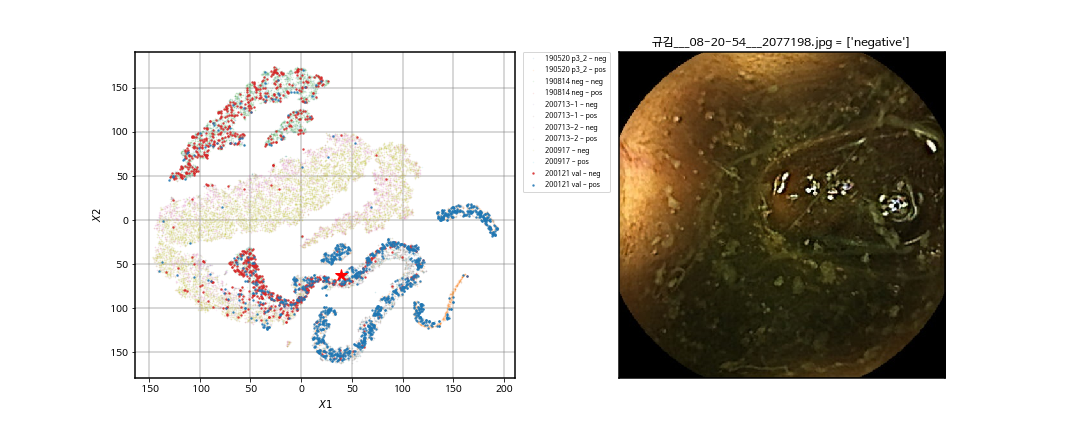 규김___08-20-54___2077198.jpg = ['negative']
190520 p3_2 - neg
190520 p3_2 - pos
190814 neg - neg
190814 neg - pos
200713-1 - neg
200713-1 - pos
200713-2 - neg
200713-2 - pos
200917 - neg
200917 - pos
200121 val - neg
200121 val - pos
X2
150
100
50
0
50
100
150
150 100 50 0 50 100 150 200
X1